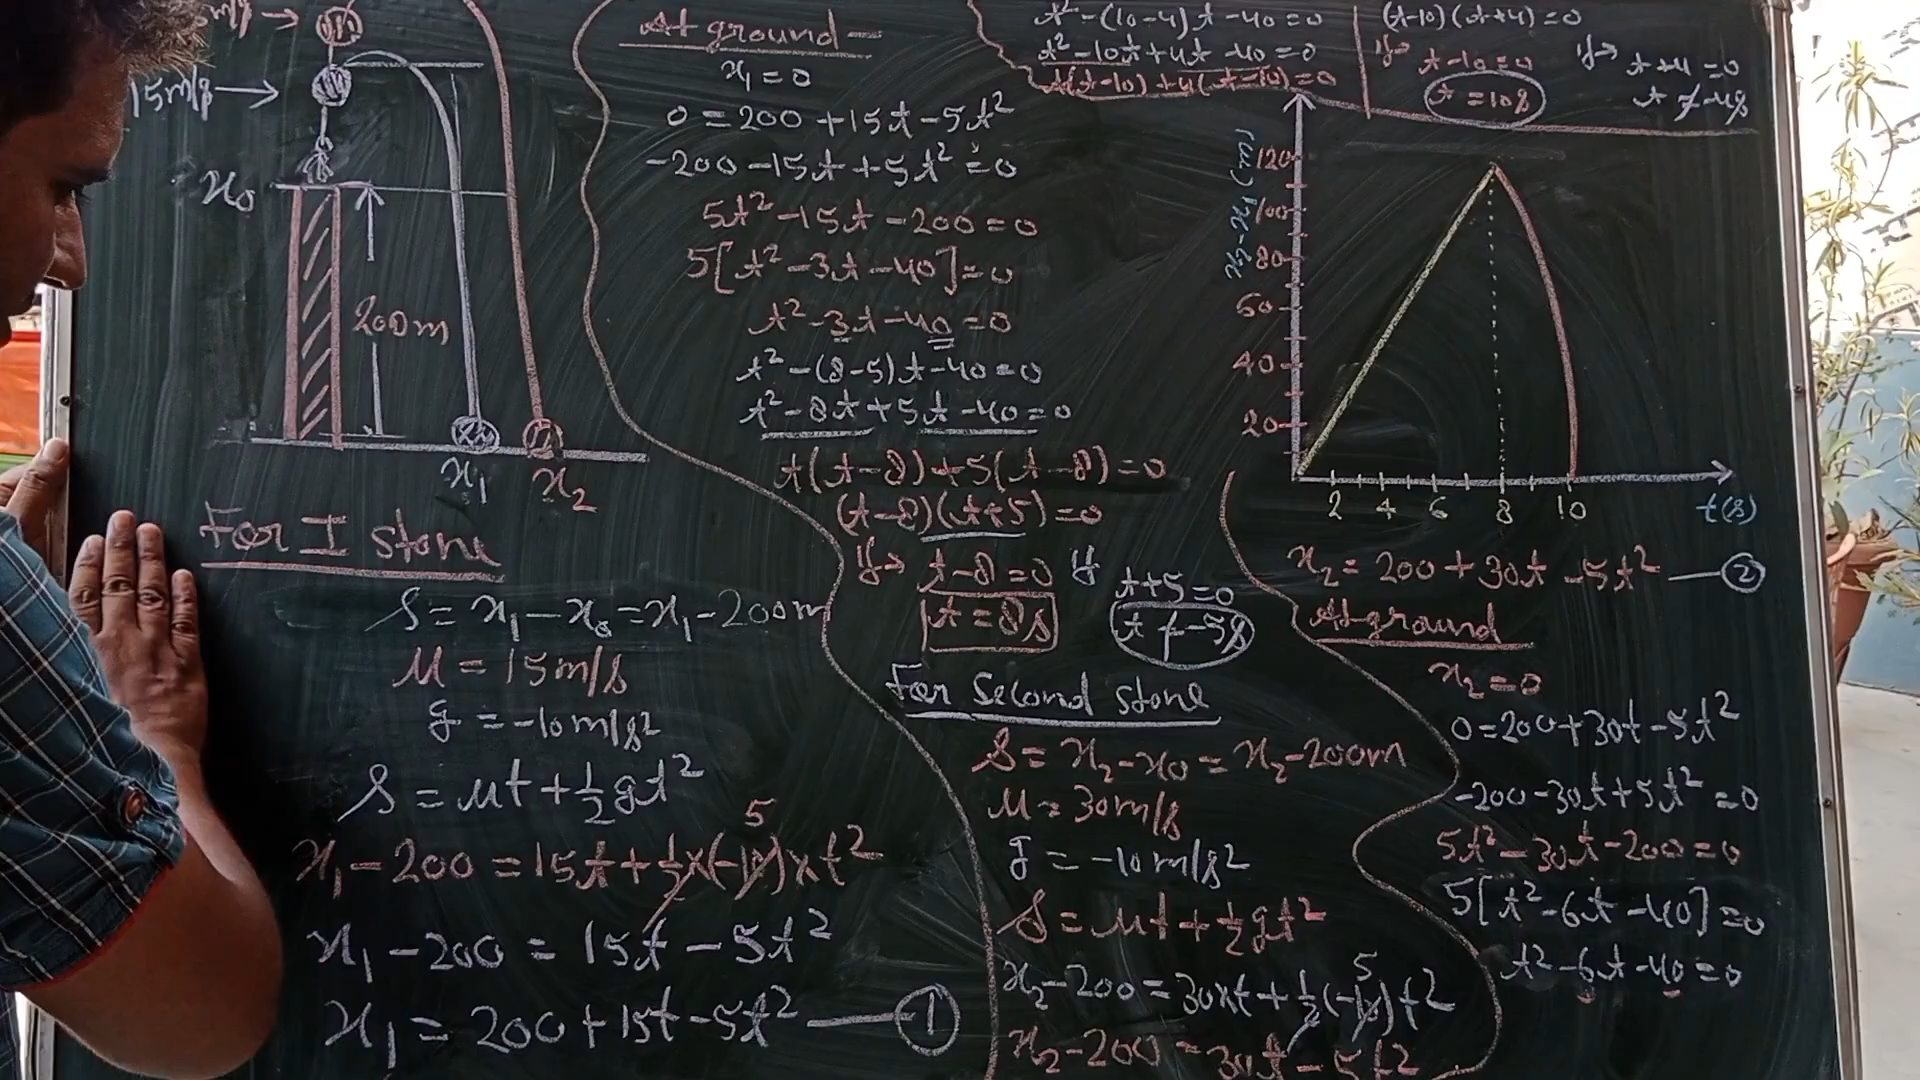 m/s →
15m/s →
x₀
200m
x₁
x₂
For I stone
S = x₁ - x₀ = x₁ - 200m
u = 15m/s
g = -10m/s²
S = ut + ½gt²
5
x₁ - 200 = 15t + ½×(-10)×t²
x₁ - 200 = 15t - 5t²
x₁ = 200 + 15t - 5t² — ①
At ground -
x₁ = 0
0 = 200 + 15t - 5t²
-200 - 15t + 5t² = 0
5t² - 15t - 200 = 0
5[t² - 3t - 40] = 0
t² - 3t - 40 = 0
t² - (8-5)t - 40 = 0
t² - 8t + 5t - 40 = 0
t(t-8) + 5(t-8) = 0
(t-8)(t+5) = 0
If → t-8=0 If t+5=0
t = 8s t ≠ -5s
For Second stone
S = x₂ - x₀ = x₂ - 200m
u = 30m/s
g = -10m/s²
S = ut + ½gt²
5
x₂ - 200 = 30×t + ½(-10)t²
x₂ - 200 = 30t - 5t²
t² - (10-4)t - 40 = 0
t² - 10t + 4t - 40 = 0
t(t-10) + 4(t-10) = 0
(t-10)(t+4) = 0
If → t-10=0 If → t+4=0
t = 10s t ≠ -4s
x₂-x₁ (m)
120
100
80
60
40
20
2 4 6 8 10 t(s)
x₂ = 200 + 30t - 5t² — ②
At ground
x₂ = 0
0 = 200 + 30t - 5t²
-200 - 30t + 5t² = 0
5t² - 30t - 200 = 0
5[t² - 6t - 40] = 0
t² - 6t - 40 = 0